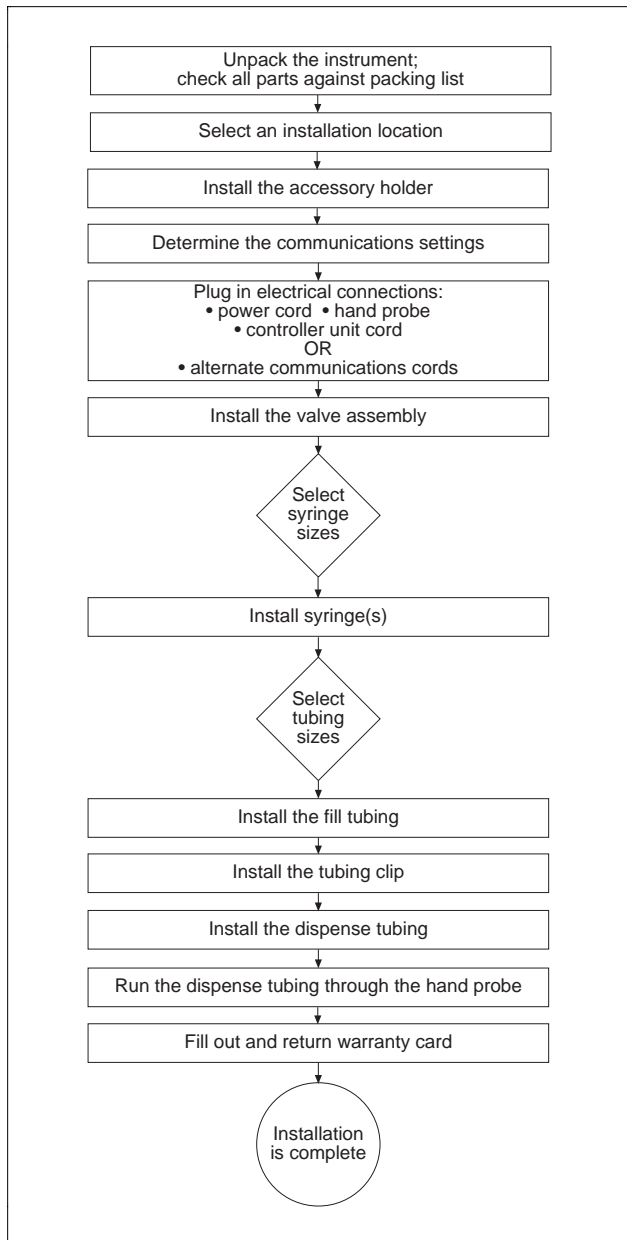 Unpack the instrument;
check all parts against packing list
Select an installation location
Install the accessory holder
Determine the communications settings
Plug in electrical connections:
• power cord • hand probe
• controller unit cord
OR
• alternate communications cords
Install the valve assembly
Select
syringe
sizes
Install syringe(s)
Select
tubing
sizes
Install the fill tubing
Install the tubing clip
Install the dispense tubing
Run the dispense tubing through the hand probe
Fill out and return warranty card
Installation
is complete